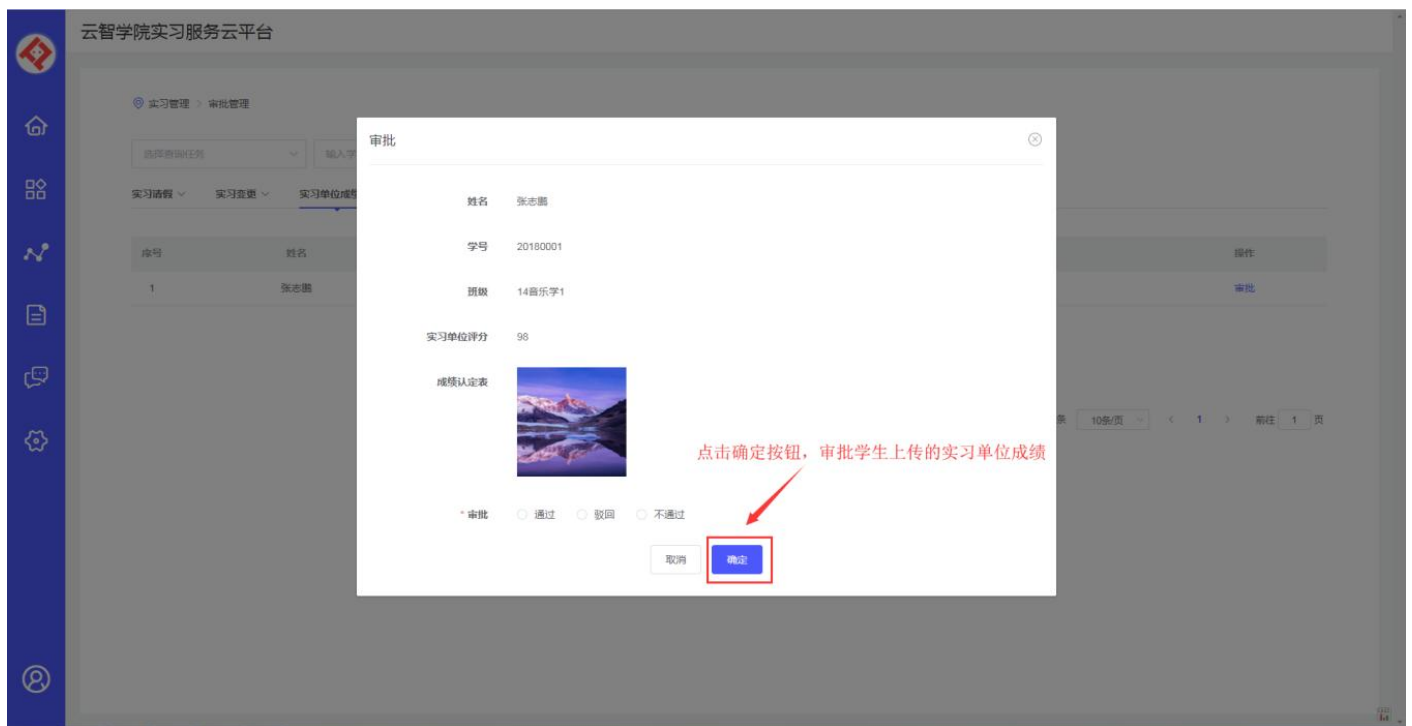 云智学院实习服务云平台
实习管理 > 审批管理
选择查询任务 输入学
实习请假 实习变更 实习单位成绩
序号 姓名 操作
1 张志鹏 审批
审批
姓名 张志鹏
学号 20180001
班级 14音乐学1
实习单位评分 98
成绩认定表
条 10条/页 < 1 > 前往 1 页
点击确定按钮，审批学生上传的实习单位成绩
* 审批 通过 驳回 不通过
取消 确定